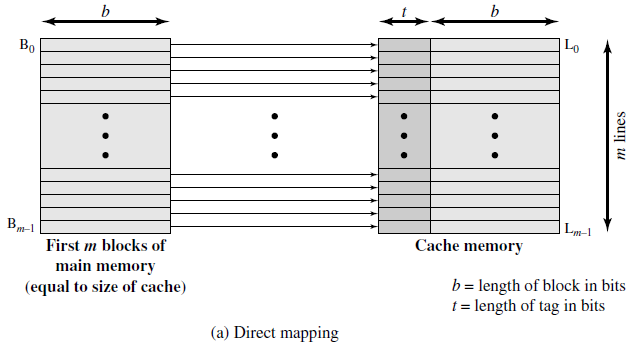 b
t
b
B0
L0
m lines
Bm–1
Lm–1
First m blocks of
main memory
(equal to size of cache)
Cache memory
b = length of block in bits
t = length of tag in bits
(a) Direct mapping